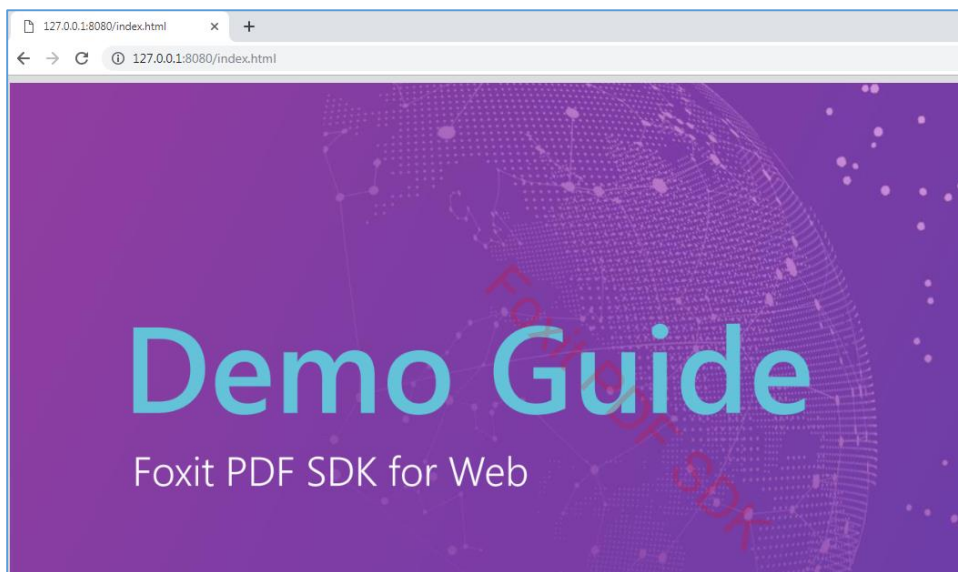 127.0.0.1:8080/index.html
127.0.0.1:8080/index.html
Demo Guide
Foxit PDF SDK for Web
Foxit PDF SDK